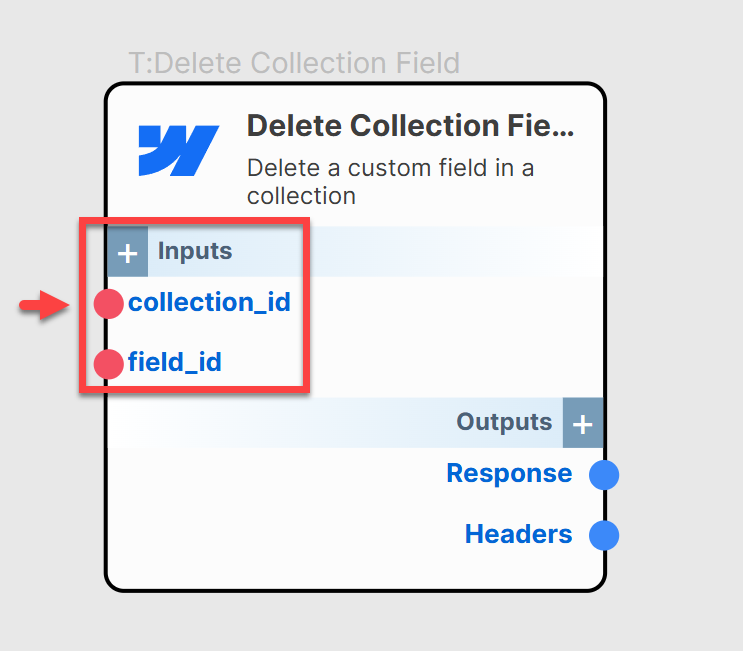 T:Delete Collection Field
Delete Collection Fie...
Delete a custom field in a
collection
+ Inputs
collection_id
field_id
Outputs +
Response
Headers